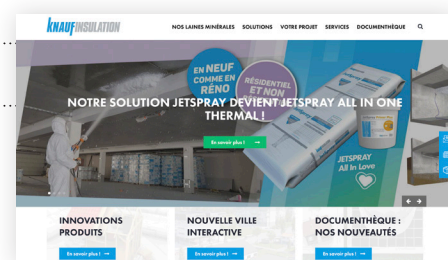 KNAUFINSULATION
NOS LAINES MINÉRALES SOLUTIONS VOTRE PROJET SERVICES DOCUMENTHÈQUE
EN NEUF
COMME EN
RÉNO
RÉSIDENTIEL
ET NON
NOTRE SOLUTION JETSPRAY DEVIENT JETSPRAY ALL IN ONE
THERMAL !
En savoir plus ! →
JETSPRAY
All In Love
INNOVATIONS
PRODUITS
En savoir plus ! →
NOUVELLE VILLE
INTERACTIVE
En savoir plus ! →
DOCUMENTHÈQUE :
NOS NOUVEAUTÉS
En savoir plus ! →